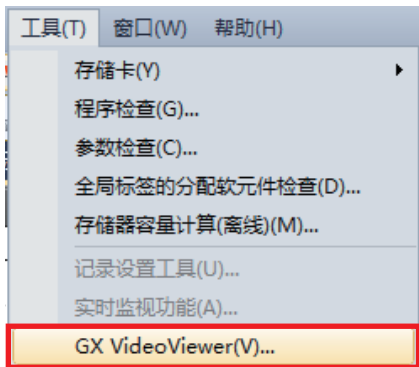 工具(T) 窗口(W) 帮助(H)
存储卡(Y)
程序检查(G)...
参数检查(C)...
全局标签的分配软元件检查(D)...
存储器容量计算(离线)(M)...
记录设置工具(U)...
实时监视功能(A)...
GX VideoViewer(V)...